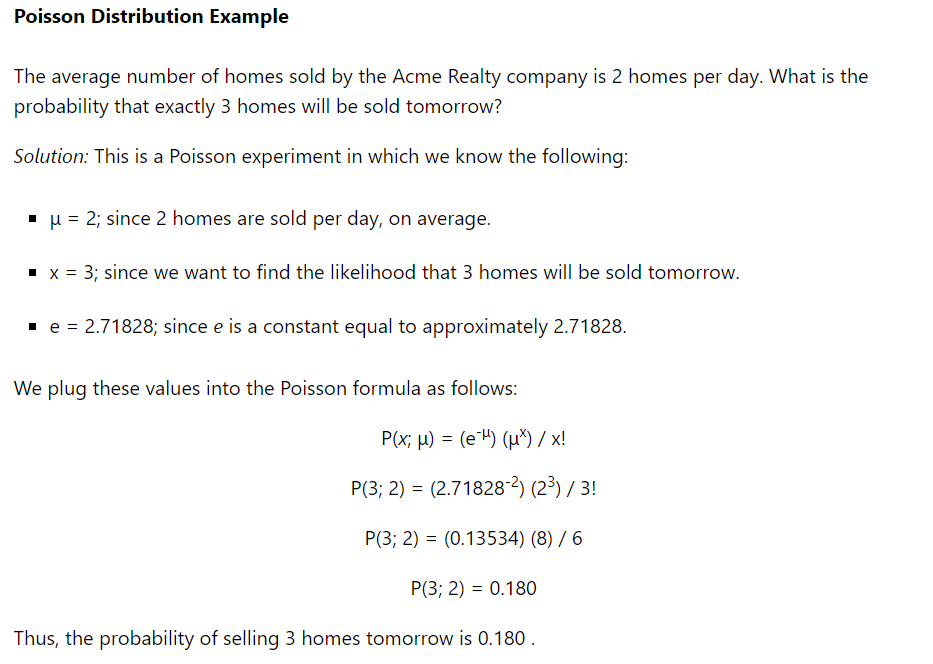 Poisson Distribution Example
The average number of homes sold by the Acme Realty company is 2 homes per day. What is the
probability that exactly 3 homes will be sold tomorrow?
Solution: This is a Poisson experiment in which we know the following:
▪ μ = 2; since 2 homes are sold per day, on average.
▪ x = 3; since we want to find the likelihood that 3 homes will be sold tomorrow.
▪ e = 2.71828; since e is a constant equal to approximately 2.71828.
We plug these values into the Poisson formula as follows:
P(x; μ) = (e⁻ᵘ) (μˣ) / x!
P(3; 2) = (2.71828⁻²) (2³) / 3!
P(3; 2) = (0.13534) (8) / 6
P(3; 2) = 0.180
Thus, the probability of selling 3 homes tomorrow is 0.180 .